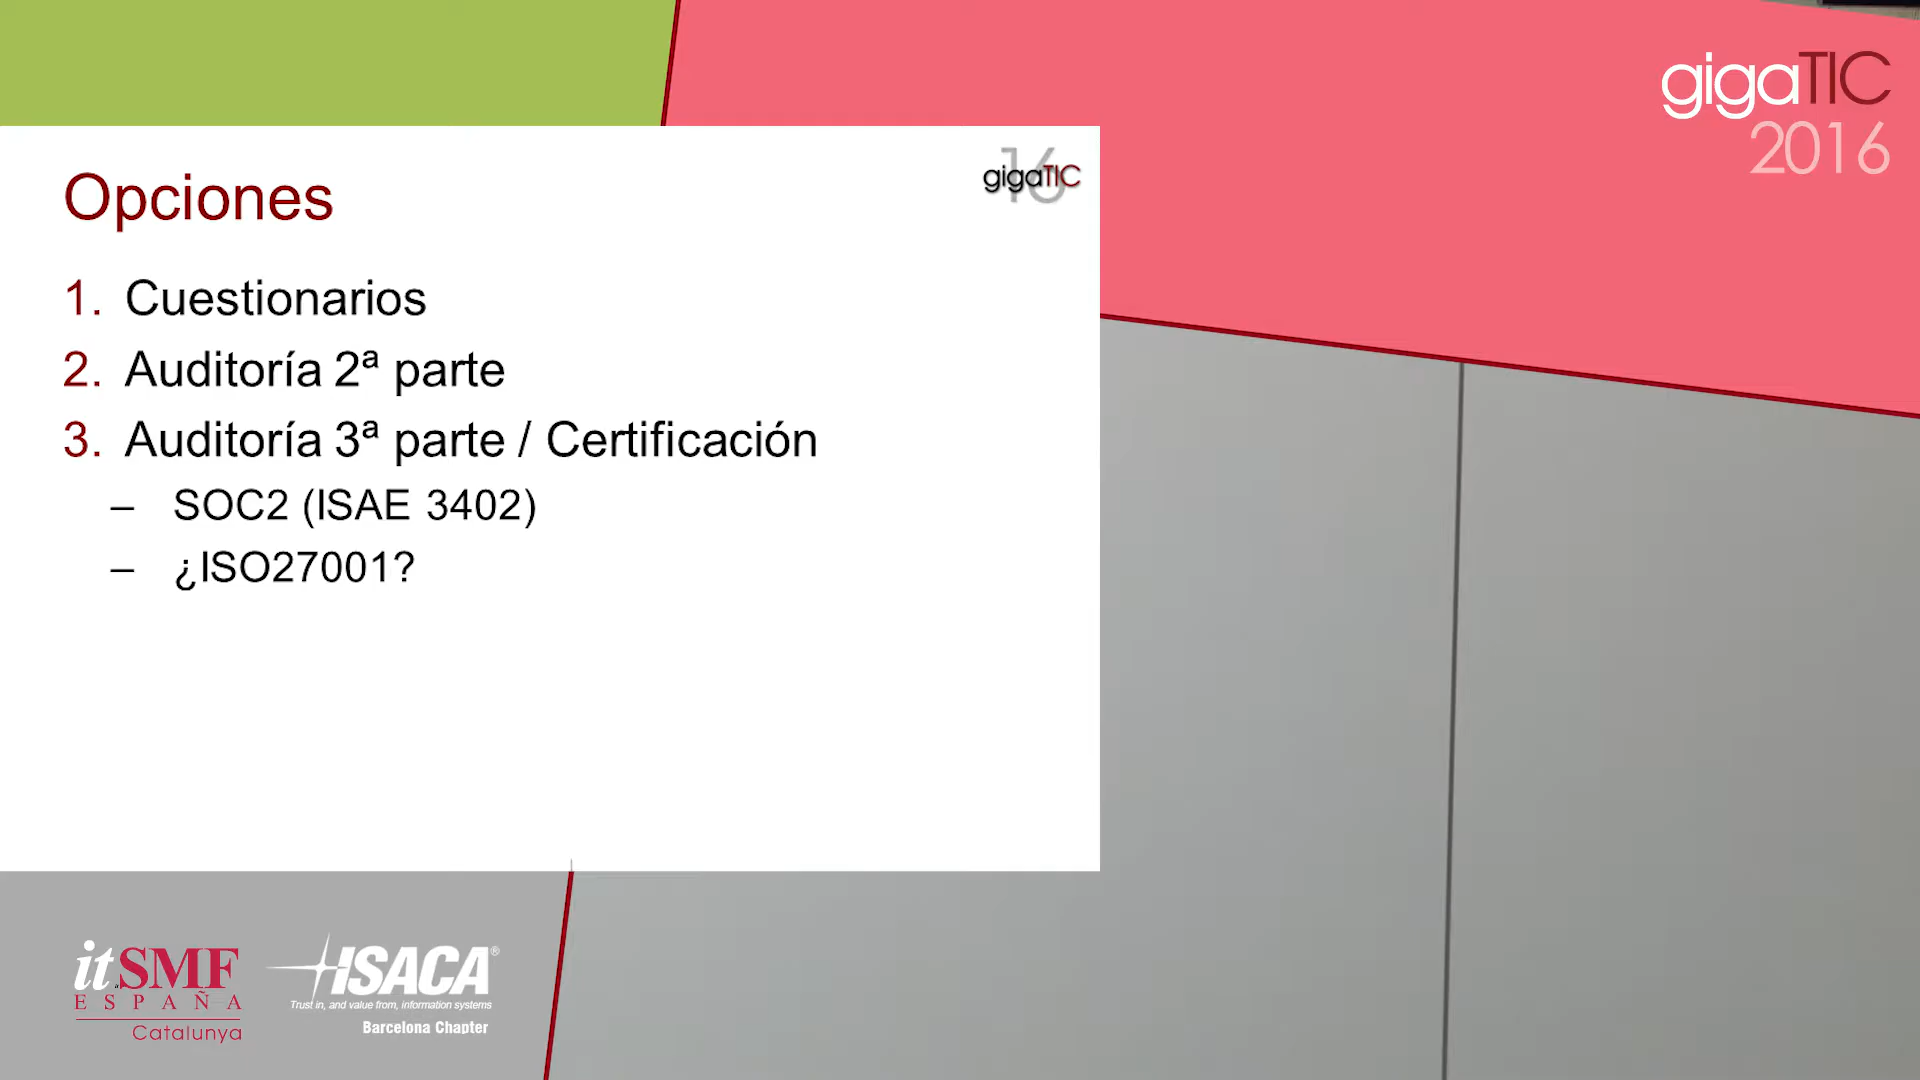 gigaTIC
2016
16
gigaTIC
Opciones
1. Cuestionarios
2. Auditoría 2ª parte
3. Auditoría 3ª parte / Certificación
– SOC2 (ISAE 3402)
– ¿ISO27001?
itSMF
ESPAÑA
Catalunya
ISACA®
Trust in, and value from, information systems
Barcelona Chapter